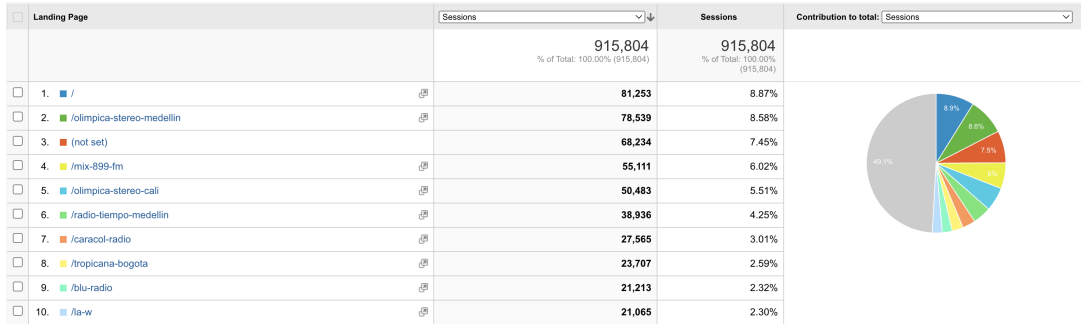 Landing Page Sessions Sessions Contribution to total: Sessions
915,804 915,804
% of Total: 100.00% (915,804) % of Total: 100.00%
(915,804)
1. / 81,253 8.87%
2. /olimpica-stereo-medellin 78,539 8.58%
3. (not set) 68,234 7.45%
4. /mix-899-fm 55,111 6.02%
5. /olimpica-stereo-cali 50,483 5.51%
6. /radio-tiempo-medellin 38,936 4.25%
7. /caracol-radio 27,565 3.01%
8. /tropicana-bogota 23,707 2.59%
9. /blu-radio 21,213 2.32%
10. /la-w 21,065 2.30%
8.9%
8.6%
7.5%
6%
49.1%